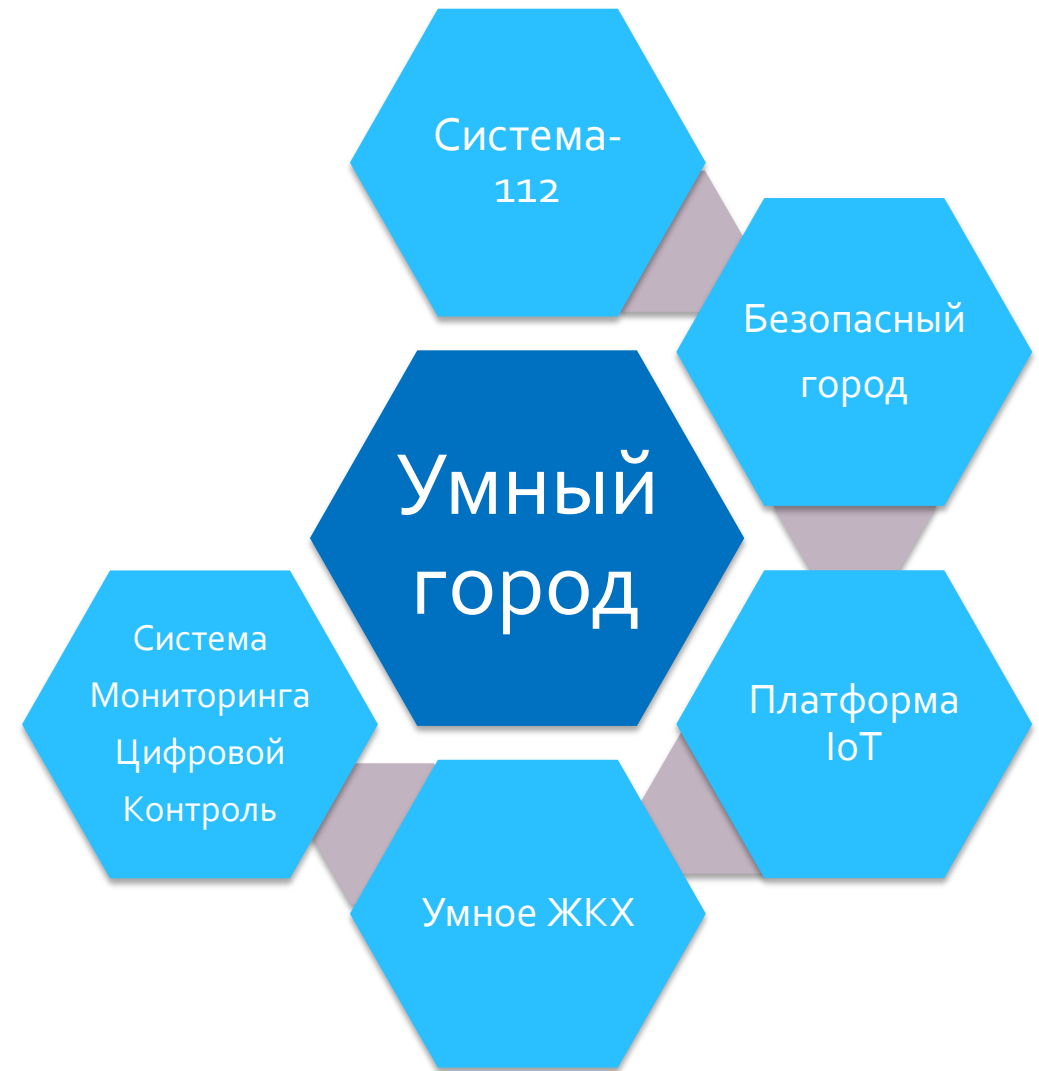 Система-
112
Безопасный
город
Умный
город
Система
Мониторинга
Цифровой
Контроль
Платформа
IoT
Умное ЖКХ